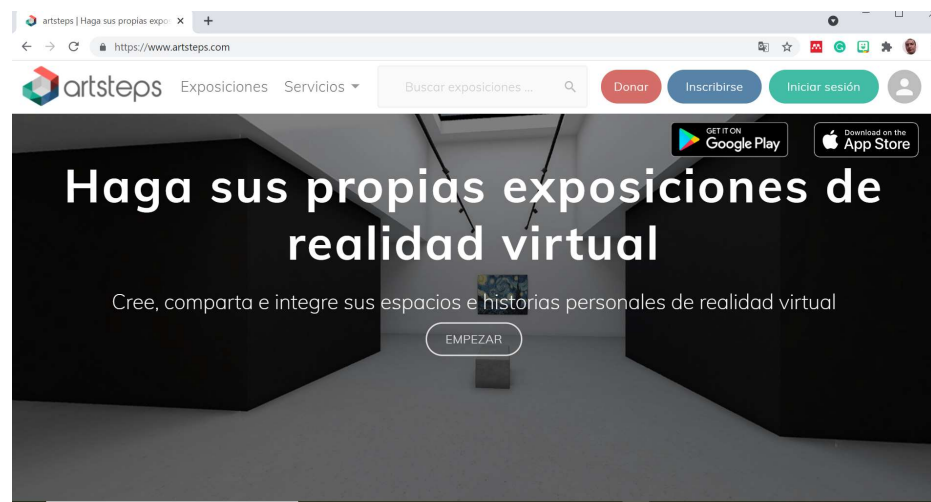 artsteps | Haga sus propias expos
https://www.artsteps.com
artsteps Exposiciones Servicios Buscar exposiciones ... Donar Inscribirse Iniciar sesión
GET IT ON
Google Play
Download on the
App Store
Haga sus propias exposiciones de
realidad virtual
Cree, comparta e integre sus espacios e historias personales de realidad virtual
EMPEZAR